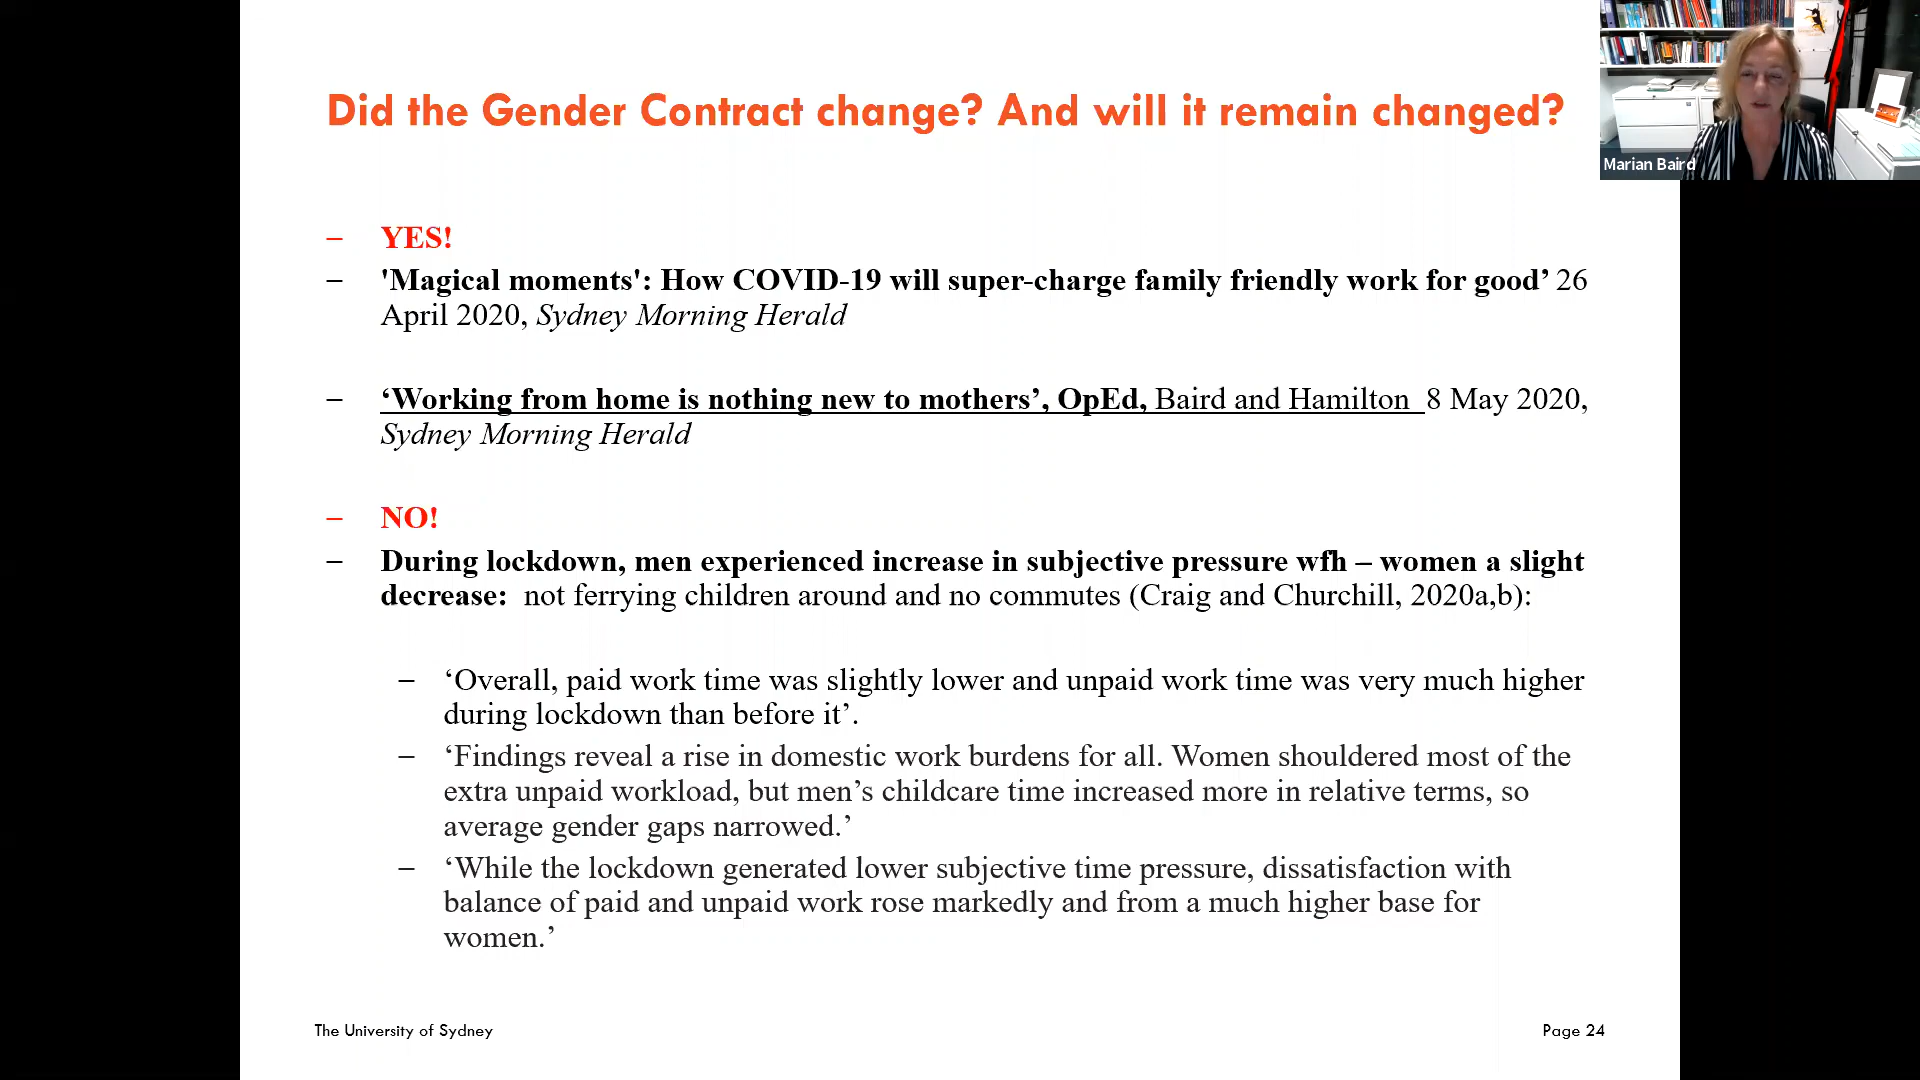 Did the Gender Contract change? And will it remain changed?
Marian Baird
– YES!
– 'Magical moments': How COVID-19 will super-charge family friendly work for good’ 26
April 2020, Sydney Morning Herald
– ‘Working from home is nothing new to mothers’, OpEd, Baird and Hamilton 8 May 2020,
Sydney Morning Herald
– NO!
– During lockdown, men experienced increase in subjective pressure wfh – women a slight
decrease: not ferrying children around and no commutes (Craig and Churchill, 2020a,b):
– ‘Overall, paid work time was slightly lower and unpaid work time was very much higher
during lockdown than before it’.
– ‘Findings reveal a rise in domestic work burdens for all. Women shouldered most of the
extra unpaid workload, but men’s childcare time increased more in relative terms, so
average gender gaps narrowed.’
– ‘While the lockdown generated lower subjective time pressure, dissatisfaction with
balance of paid and unpaid work rose markedly and from a much higher base for
women.’
The University of Sydney
Page 24